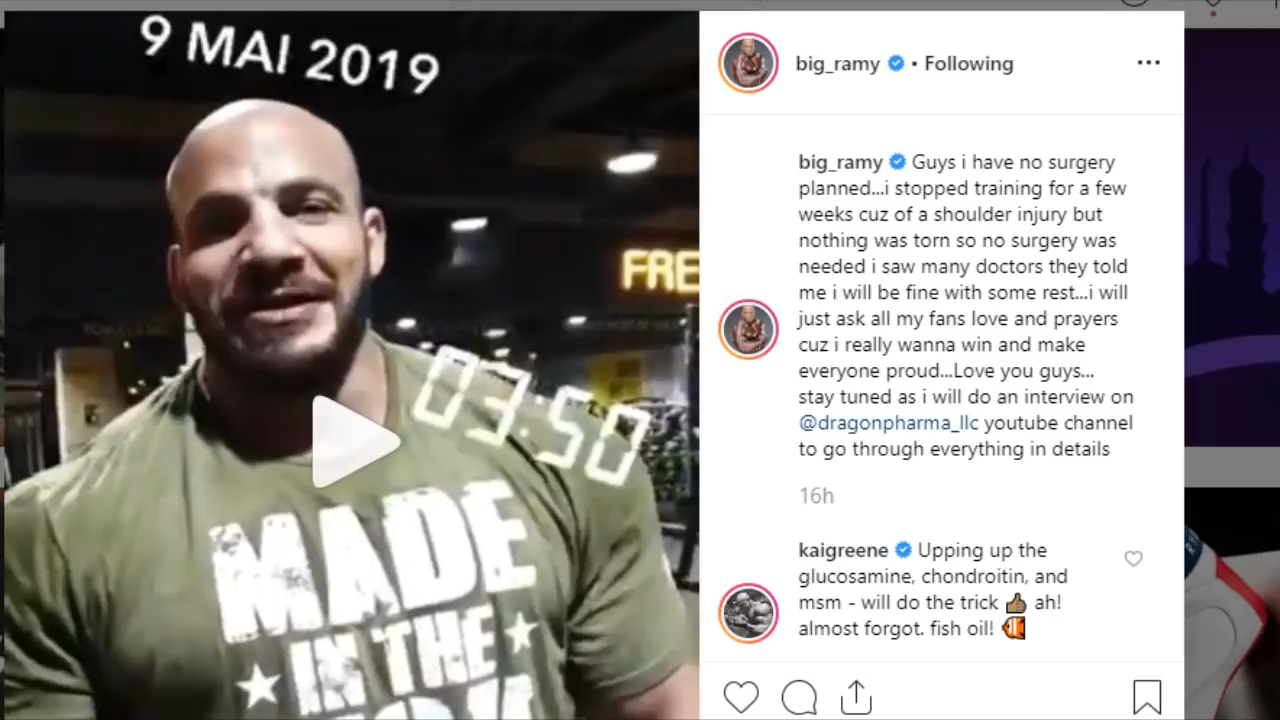 9 MAI 2019
FRE
03:50
MADE
IN THE
big_ramy • Following
big_ramy Guys i have no surgery
planned...i stopped training for a few
weeks cuz of a shoulder injury but
nothing was torn so no surgery was
needed i saw many doctors they told
me i will be fine with some rest...i will
just ask all my fans love and prayers
cuz i really wanna win and make
everyone proud...Love you guys...
stay tuned as i will do an interview on
@dragonpharma_llc youtube channel
to go through everything in details
16h
kaigreene Upping up the
glucosamine, chondroitin, and
msm - will do the trick 👍🏽 ah!
almost forgot. fish oil! 🐠